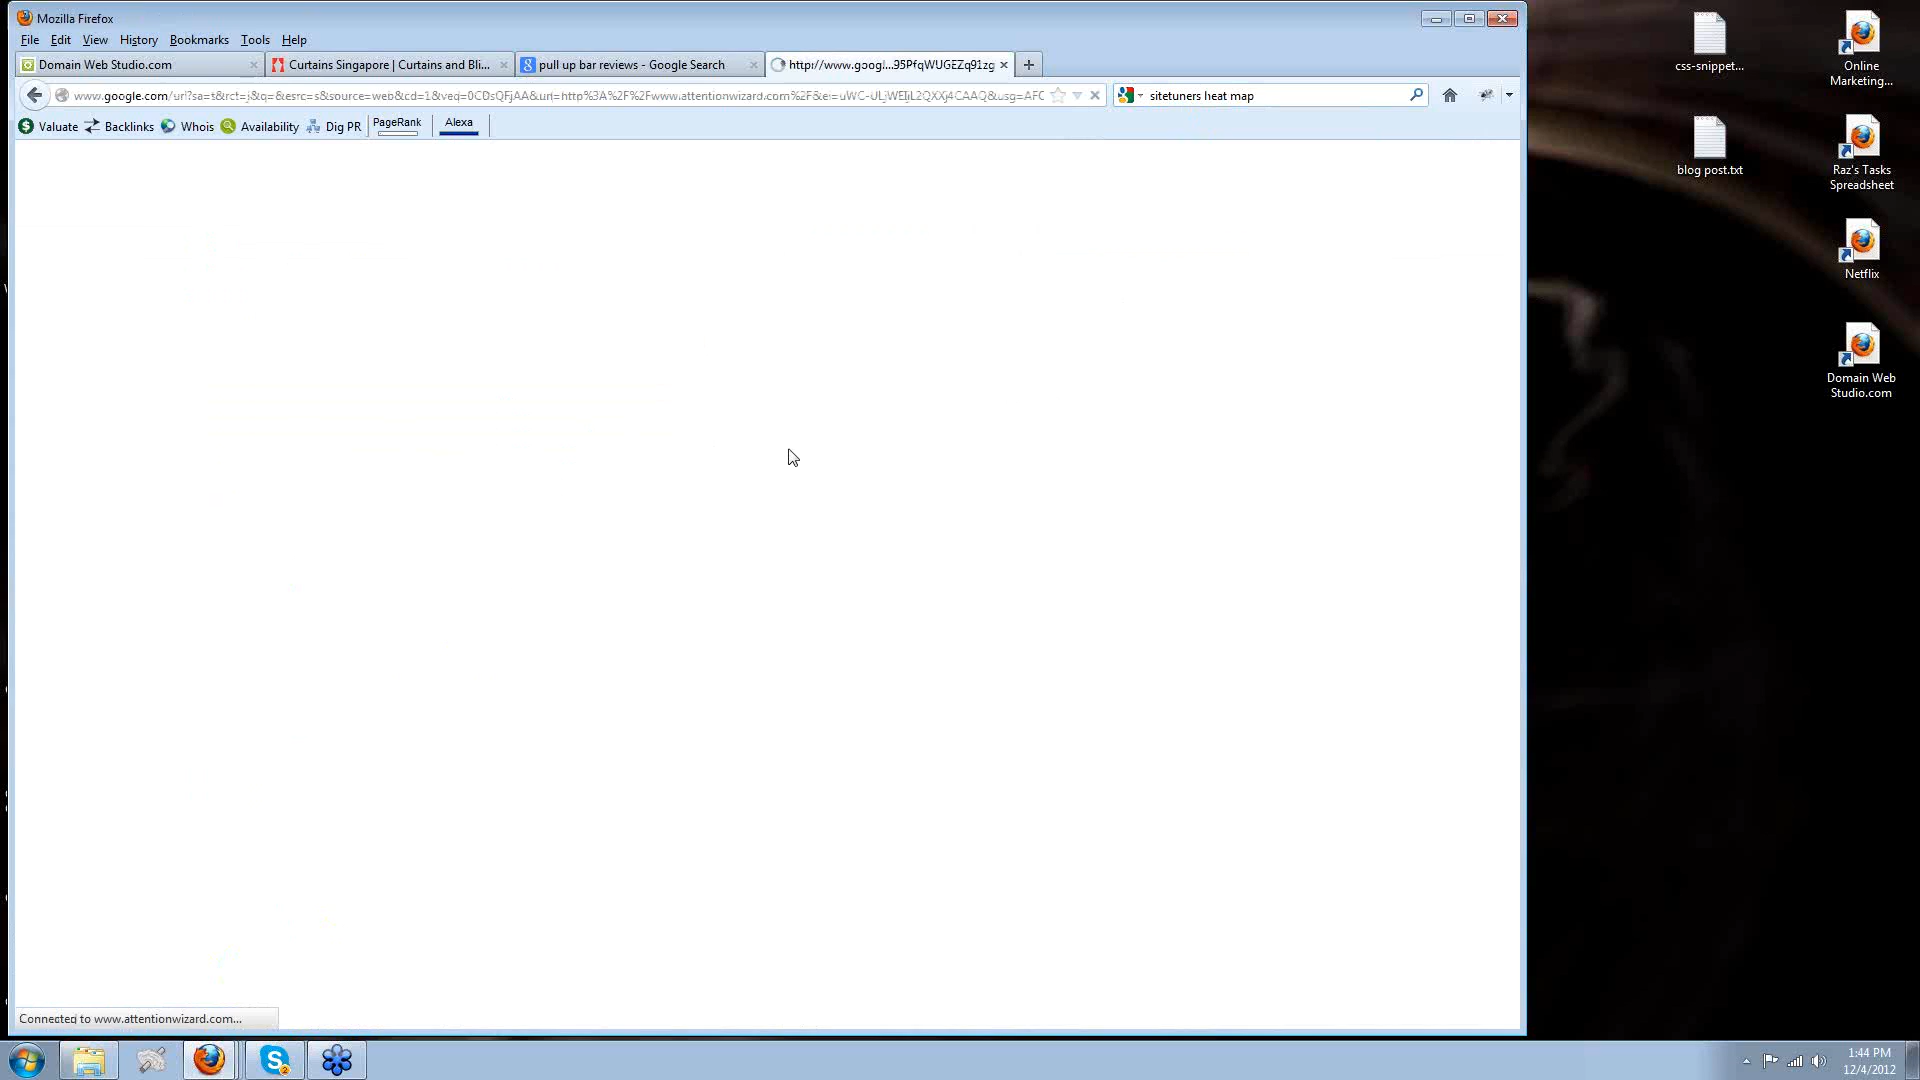 Mozilla Firefox
File Edit View History Bookmarks Tools Help
Domain Web Studio.com
Curtains Singapore | Curtains and Bli...
pull up bar reviews - Google Search
http://www.googl...95PfqWUGEZq91zg
sitetuners heat map
Valuate Backlinks Whois Availability Dig PR PageRank Alexa
css-snippet...
Online
Marketing...
blog post.txt
Raz's Tasks
Spreadsheet
Netflix
Domain Web
Studio.com
Connected to www.attentionwizard.com...
2
1:44 PM
12/4/2012